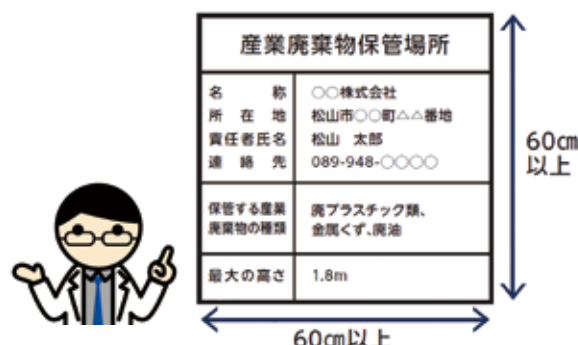 産業廃棄物保管場所
名称 ○○株式会社
所在地 松山市○○町△△番地
責任者氏名 松山 太郎
連絡先 089-948-○○○○
保管する産業 廃プラスチック類、
廃棄物の種類 金属くず、廃油
最大の高さ 1.8m
60㎝
以上
60㎝以上